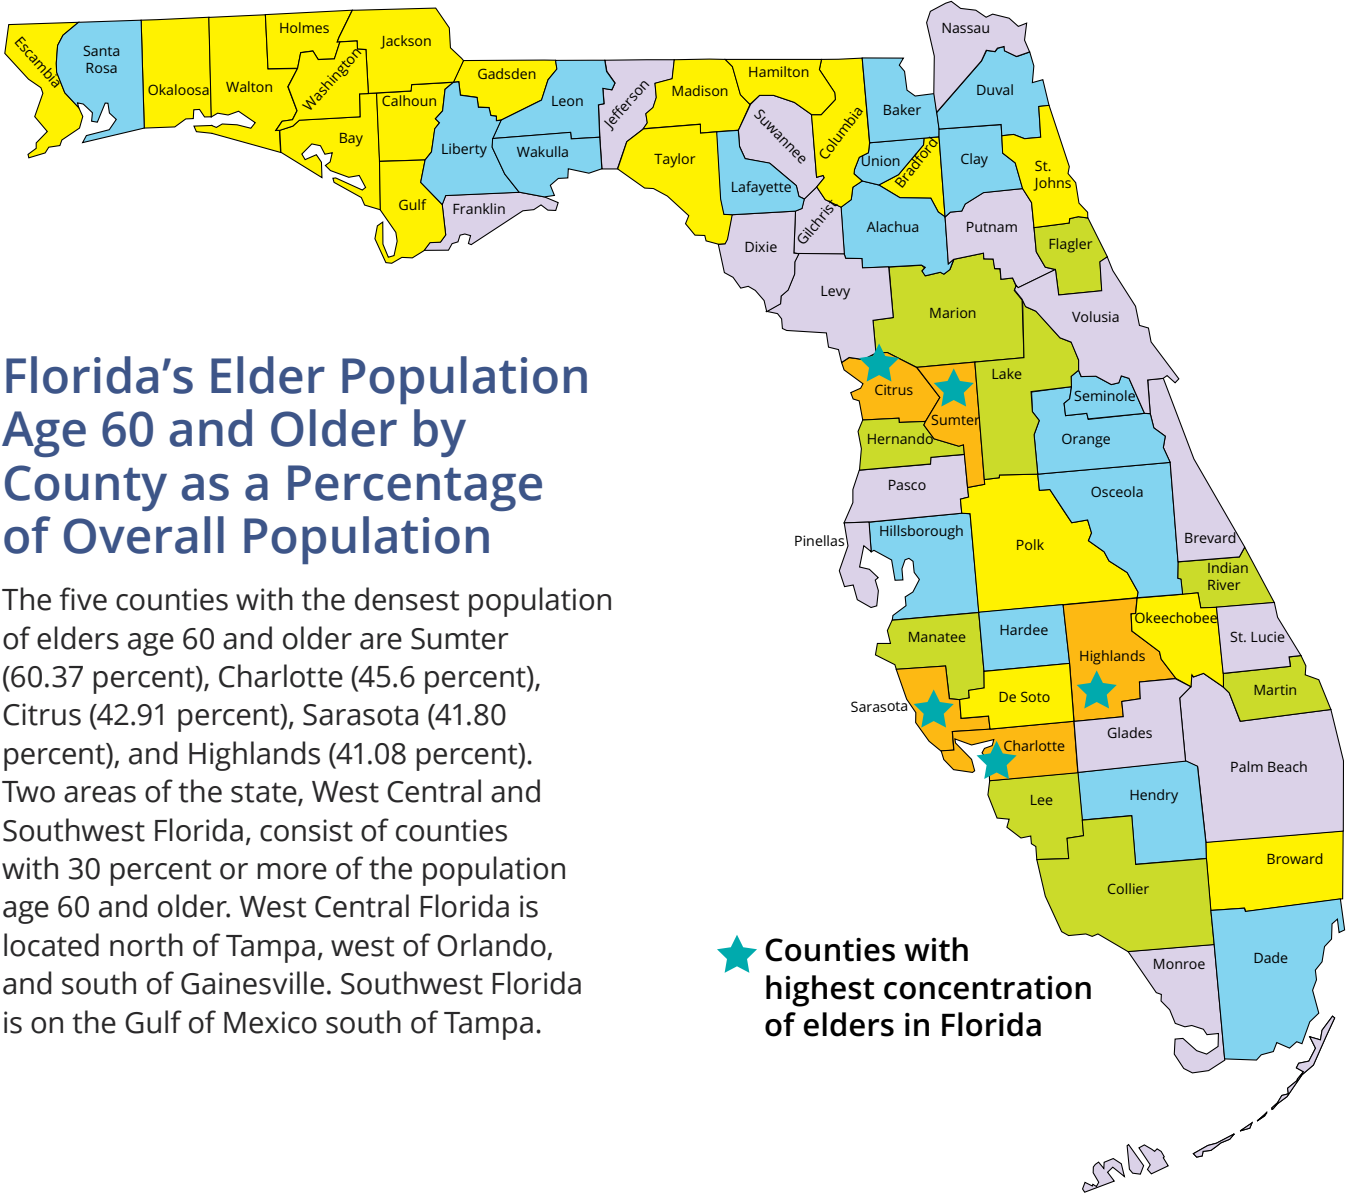 Nassau
Holmes
Jackson
Escambia
Santa
Rosa
Okaloosa
Walton
Washington
Calhoun
Gadsden
Leon
Jefferson
Madison
Hamilton
Suwannee
Columbia
Baker
Duval
Bay
Liberty
Wakulla
Taylor
Lafayette
Union
Bradford
Clay
St.
Johns
Gulf
Franklin
Dixie
Gilchrist
Alachua
Putnam
Flagler
Levy
Marion
Volusia
Citrus
Sumter
Lake
Seminole
Hernando
Orange
Pasco
Osceola
Pinellas
Hillsborough
Polk
Brevard
Indian
River
Manatee
Hardee
Highlands
Okeechobee
St. Lucie
Sarasota
De Soto
Martin
Charlotte
Glades
Palm Beach
Lee
Hendry
Collier
Broward
Monroe
Dade
Florida's Elder Population
Age 60 and Older by
County as a Percentage
of Overall Population
The five counties with the densest population
of elders age 60 and older are Sumter
(60.37 percent), Charlotte (45.6 percent),
Citrus (42.91 percent), Sarasota (41.80
percent), and Highlands (41.08 percent).
Two areas of the state, West Central and
Southwest Florida, consist of counties
with 30 percent or more of the population
age 60 and older. West Central Florida is
located north of Tampa, west of Orlando,
and south of Gainesville. Southwest Florida
is on the Gulf of Mexico south of Tampa.
Counties with
highest concentration
of elders in Florida